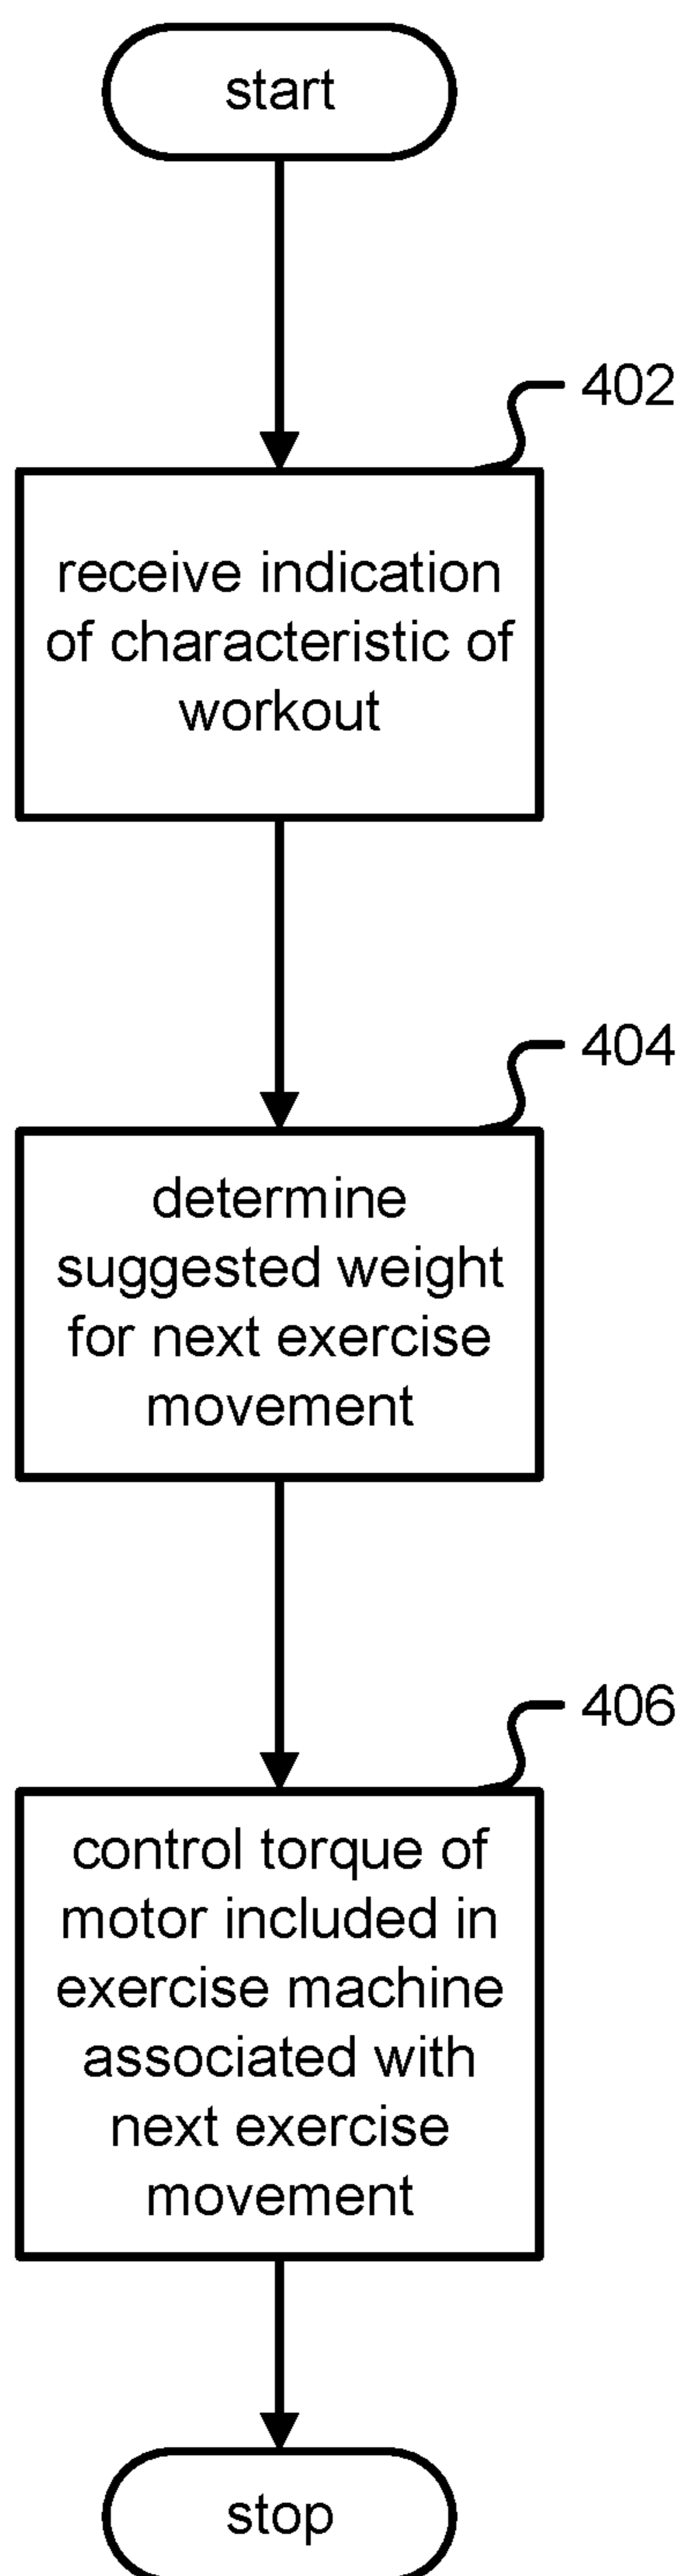 start
402
receive indication
of characteristic of
workout
404
determine
suggested weight
for next exercise
movement
406
control torque of
motor included in
exercise machine
associated with
next exercise
movement
stop